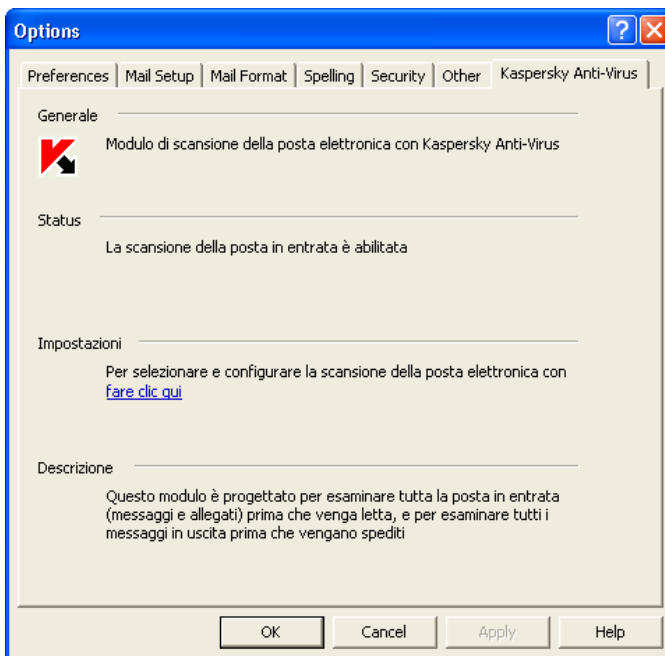 Options
Preferences Mail Setup Mail Format Spelling Security Other Kaspersky Anti-Virus
Generale
Modulo di scansione della posta elettronica con Kaspersky Anti-Virus
Status
La scansione della posta in entrata è abilitata
Impostazioni
Per selezionare e configurare la scansione della posta elettronica con
fare clic qui
Descrizione
Questo modulo è progettato per esaminare tutta la posta in entrata
(messaggi e allegati) prima che venga letta, e per esaminare tutti i
messaggi in uscita prima che vengano spediti
OK Cancel Apply Help